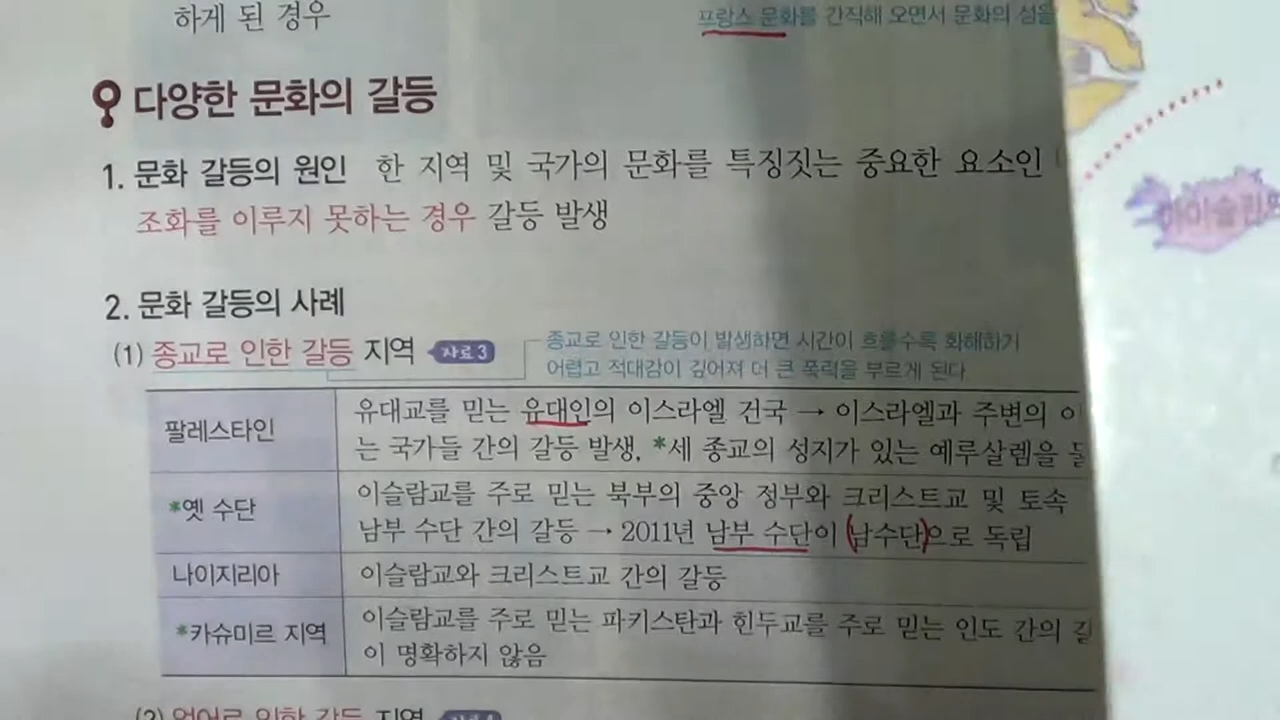 하게 된 경우
프랑스 문화를 간직해 오면서 문화의 섬을
다양한 문화의 갈등
1. 문화 갈등의 원인 한 지역 및 국가의 문화를 특징짓는 중요한 요소인
조화를 이루지 못하는 경우 갈등 발생
2. 문화 갈등의 사례
(1) 종교로 인한 갈등 지역 자료 3
종교로 인한 갈등이 발생하면 시간이 흐를수록 화해하기
어렵고 적대감이 깊어져 더 큰 폭력을 부르게 된다
팔레스타인
유대교를 믿는 유대인의 이스라엘 건국 → 이스라엘과 주변의 이
는 국가들 간의 갈등 발생, *세 종교의 성지가 있는 예루살렘을
*옛 수단
이슬람교를 주로 믿는 북부의 중앙 정부와 크리스트교 및 토속
남부 수단 간의 갈등 → 2011년 남부 수단이 (남수단)으로 독립
나이지리아
이슬람교와 크리스트교 간의 갈등
*카슈미르 지역
이슬람교를 주로 믿는 파키스탄과 힌두교를 주로 믿는 인도 간의
이 명확하지 않음
(2) 언어로 인한 갈등 지역